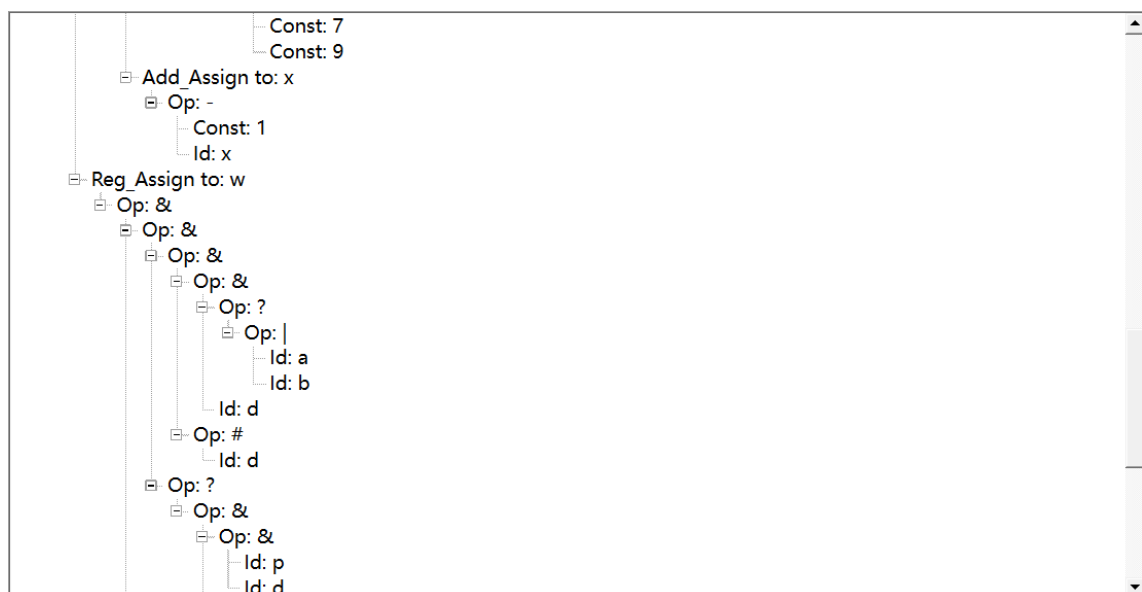 Const: 7
Const: 9
Add_Assign to: x
Op: -
Const: 1
Id: x
Reg_Assign to: w
Op: &
Op: &
Op: &
Op: &
Op: ?
Op: |
Id: a
Id: b
Id: d
Op: #
Id: d
Op: ?
Op: &
Op: &
Id: p
Id: d